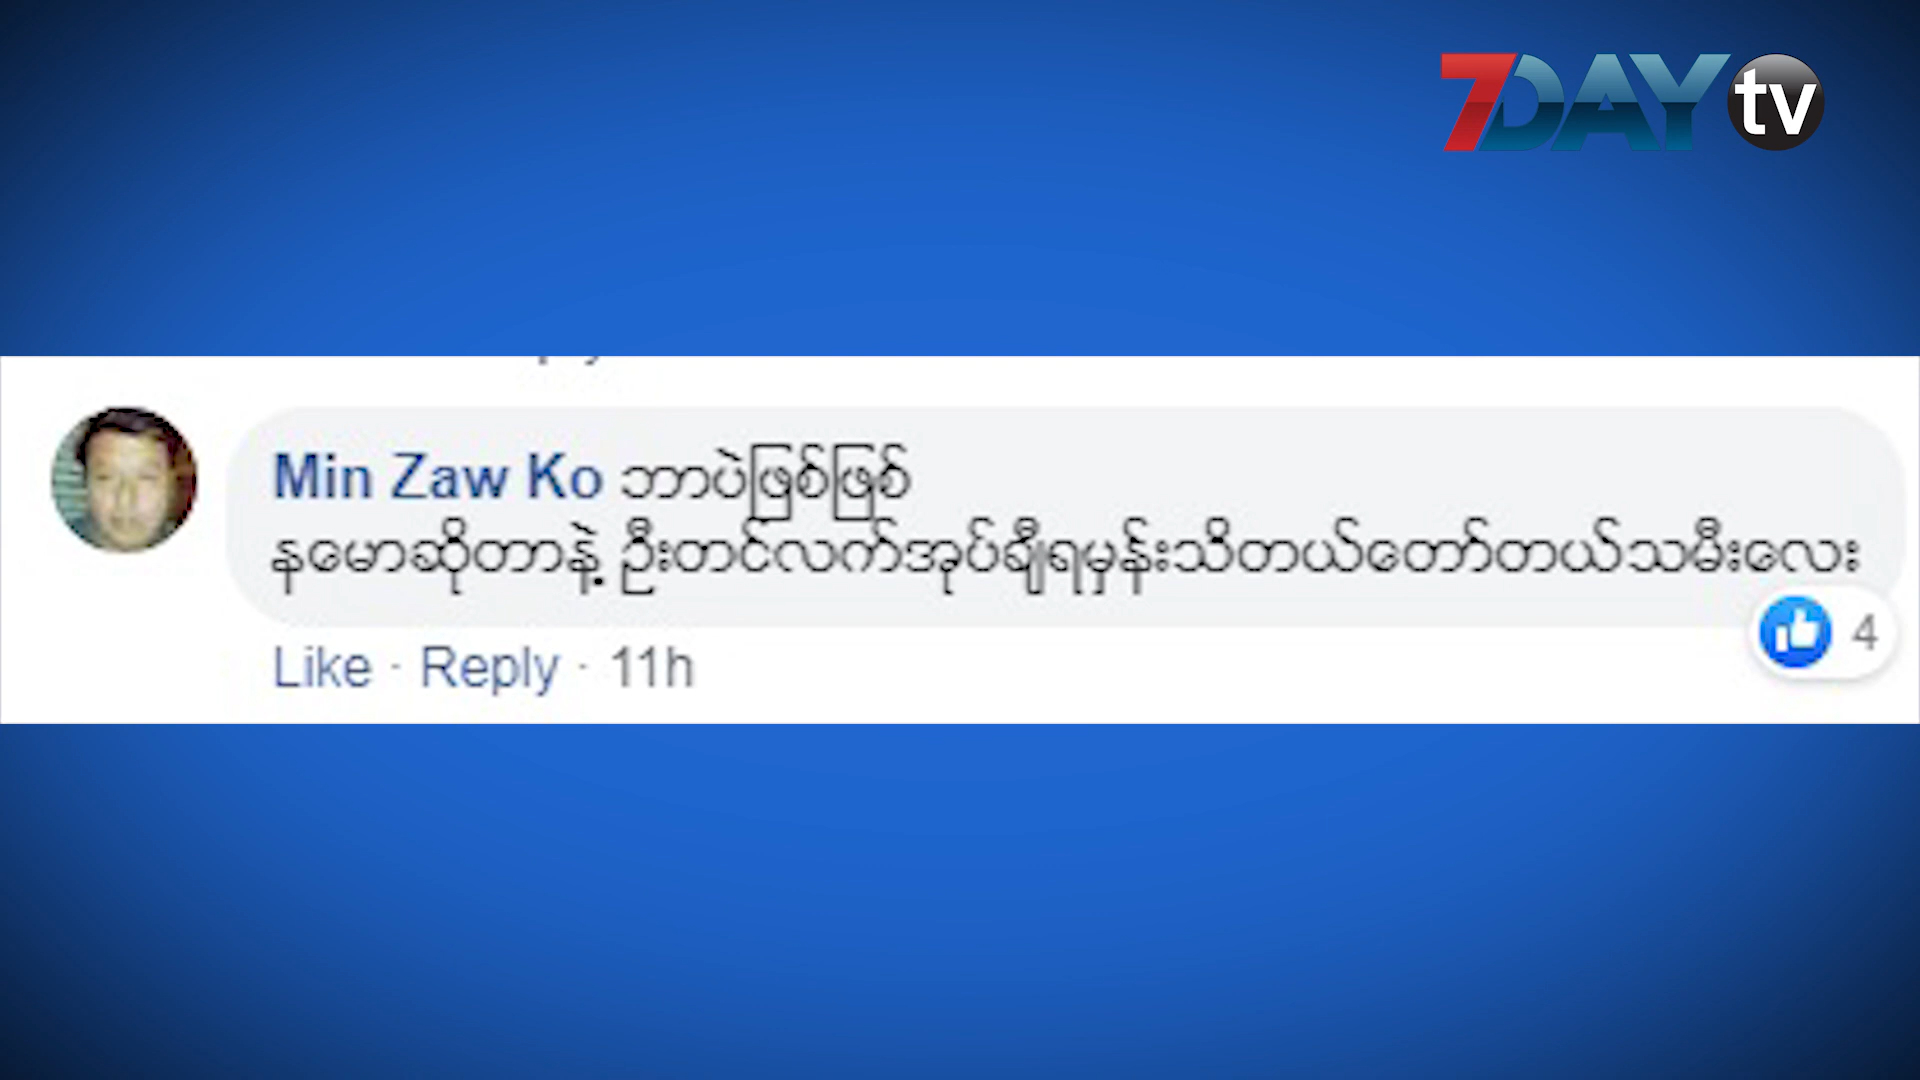 7DAY tv
Min Zaw Ko ဘာပဲဖြစ်ဖြစ်
နမောဆိုတာနဲ့ ဦးတင်လက်အုပ်ချီရမှန်းသိတယ်တော်တယ်သမီးလေး
4
Like · Reply · 11h